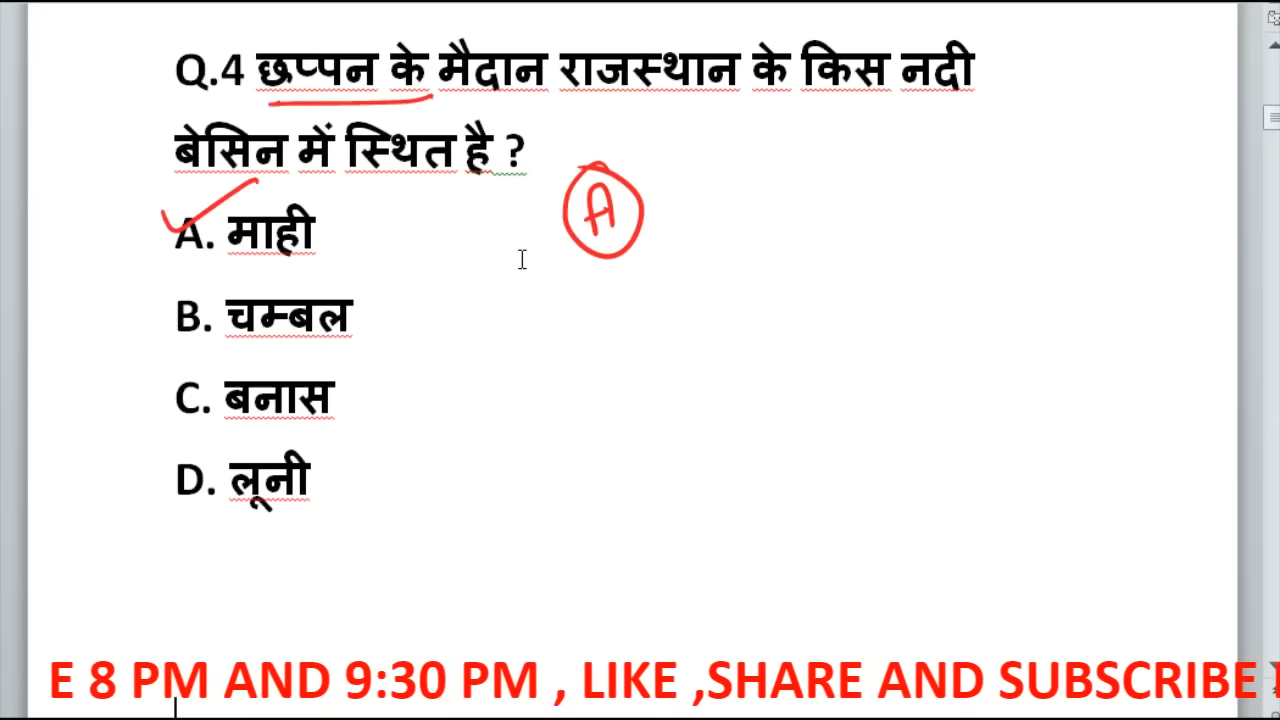 Q.4 छप्पन के मैदान राजस्थान के किस नदी
बेसिन में स्थित है ?
A. माही
A
B. चम्बल
C. बनास
D. लूनी
E 8 PM AND 9:30 PM , LIKE ,SHARE AND SUBSCRIBE